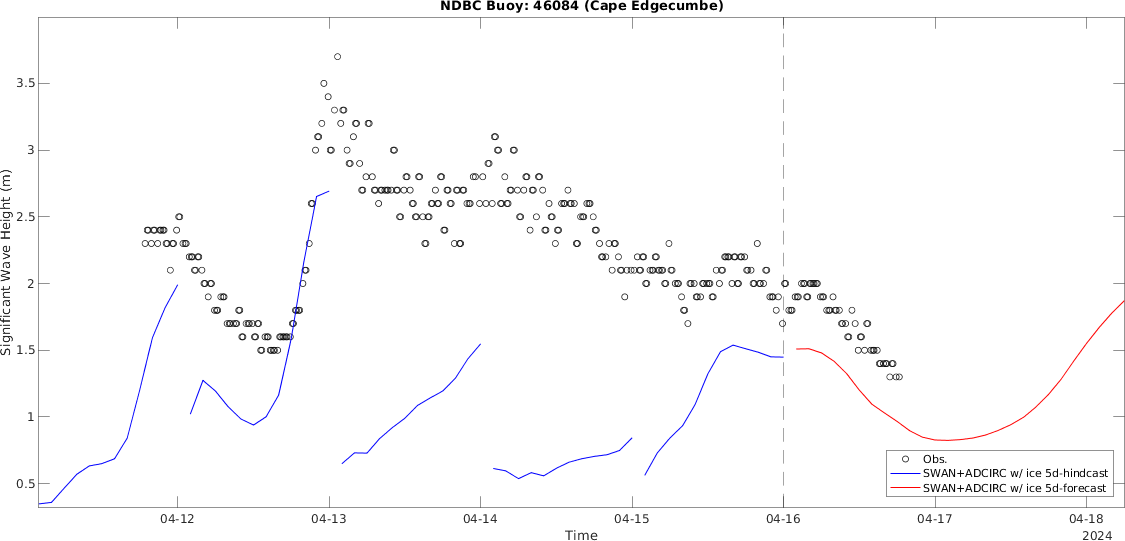 NDBC Buoy: 46084 (Cape Edgecumbe)
Significant Wave Height (m)
3.5
3
2.5
2
1.5
1
0.5
Obs.
SWAN+ADCIRC w/ ice 5d-hindcast
SWAN+ADCIRC w/ ice 5d-forecast
04-12 04-13 04-14 04-15 04-16 04-17 04-18
Time
2024